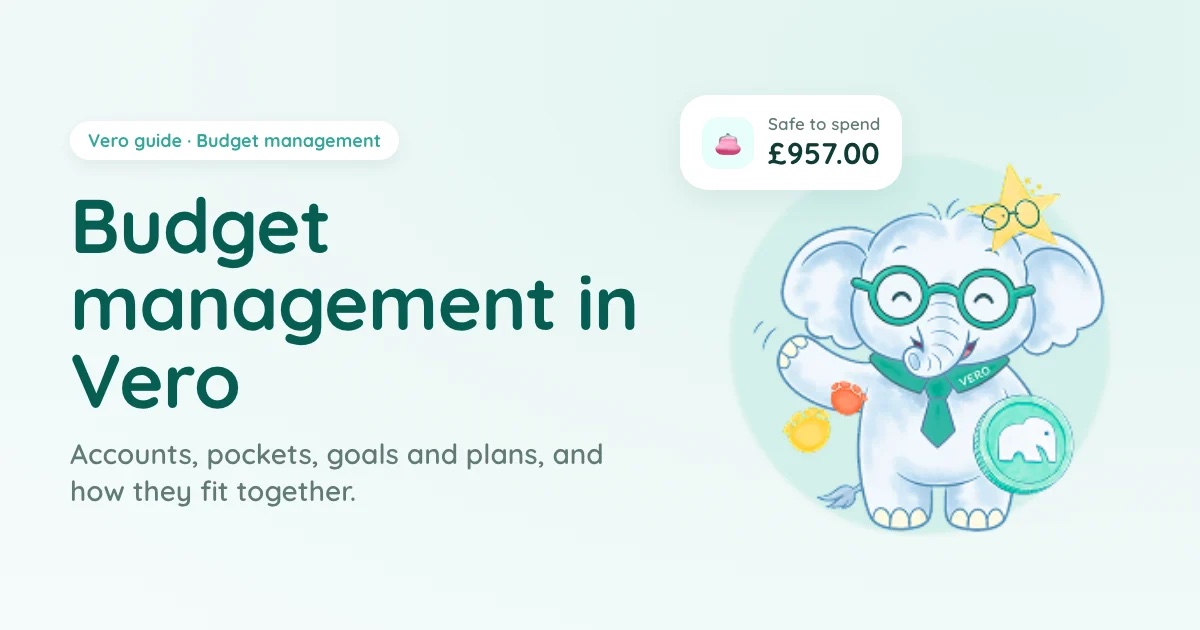 Vero guide · Budget management
Budget
management in
Vero
Accounts, pockets, goals and plans, and
how they fit together.
Safe to spend
£957.00
VERO